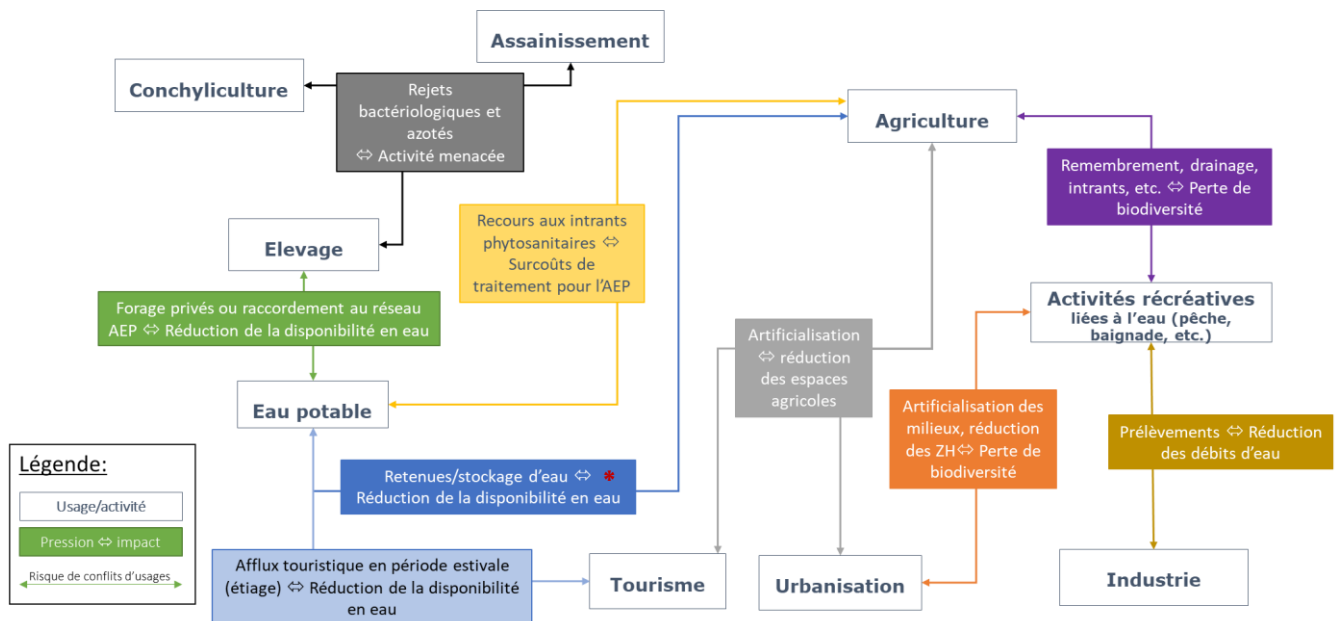 Assainissement
Conchyliculture
Rejets
bactériologiques et
azotés
⇔ Activité menacée
Agriculture
Remembrement, drainage,
intrants, etc. ⇔ Perte de
biodiversité
Recours aux intrants
phytosanitaires ⇔
Surcoûts de
traitement pour l’AEP
Elevage
Forage privés ou raccordement au réseau
AEP ⇔ Réduction de la disponibilité en eau
Activités récréatives
liées à l’eau (pêche,
baignade, etc.)
Artificialisation
⇔ réduction
des espaces
agricoles
Eau potable
Artificialisation des
milieux, réduction
des ZH⇔ Perte de
biodiversité
Prélèvements ⇔ Réduction
des débits d’eau
Retenues/stockage d’eau ⇔ *
Réduction de la disponibilité en eau
Légende:
Usage/activité
Pression ⇔ impact
Risque de conflits d’usages
Afflux touristique en période estivale
(étiage) ⇔ Réduction de la disponibilité
en eau
Tourisme
Urbanisation
Industrie